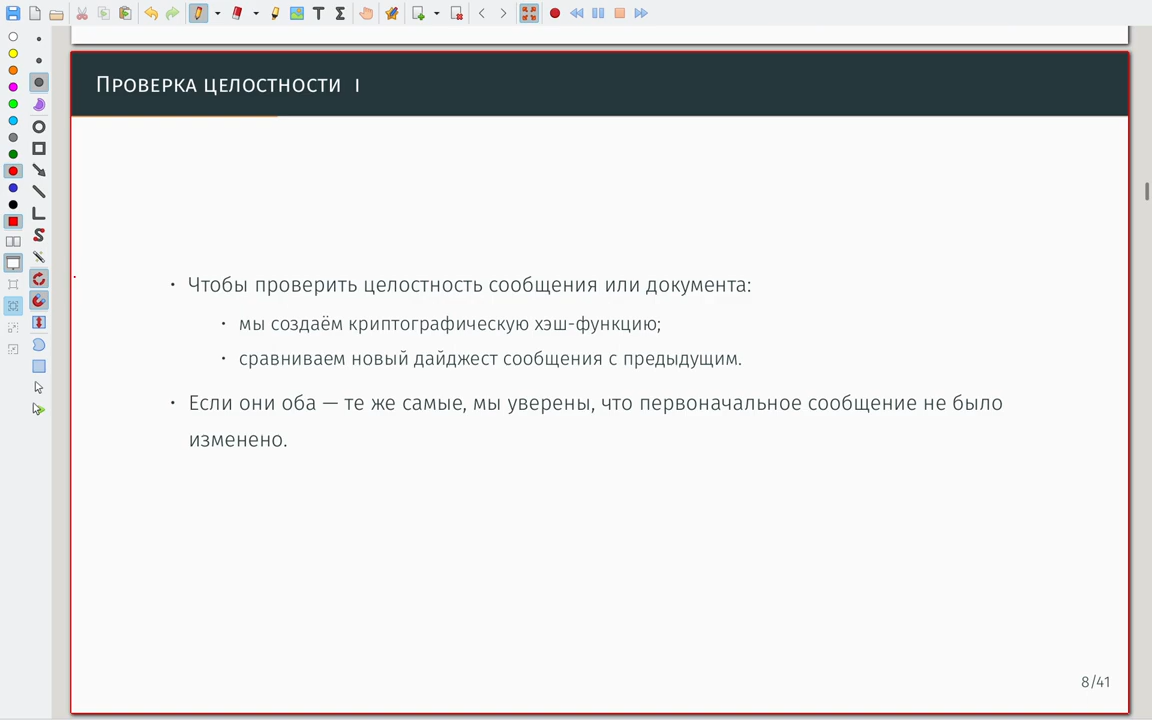 Проверка целостности I
• Чтобы проверить целостность сообщения или документа:
• мы создаём криптографическую хэш-функцию;
• сравниваем новый дайджест сообщения с предыдущим.
• Если они оба — те же самые, мы уверены, что первоначальное сообщение не было
изменено.
8/41